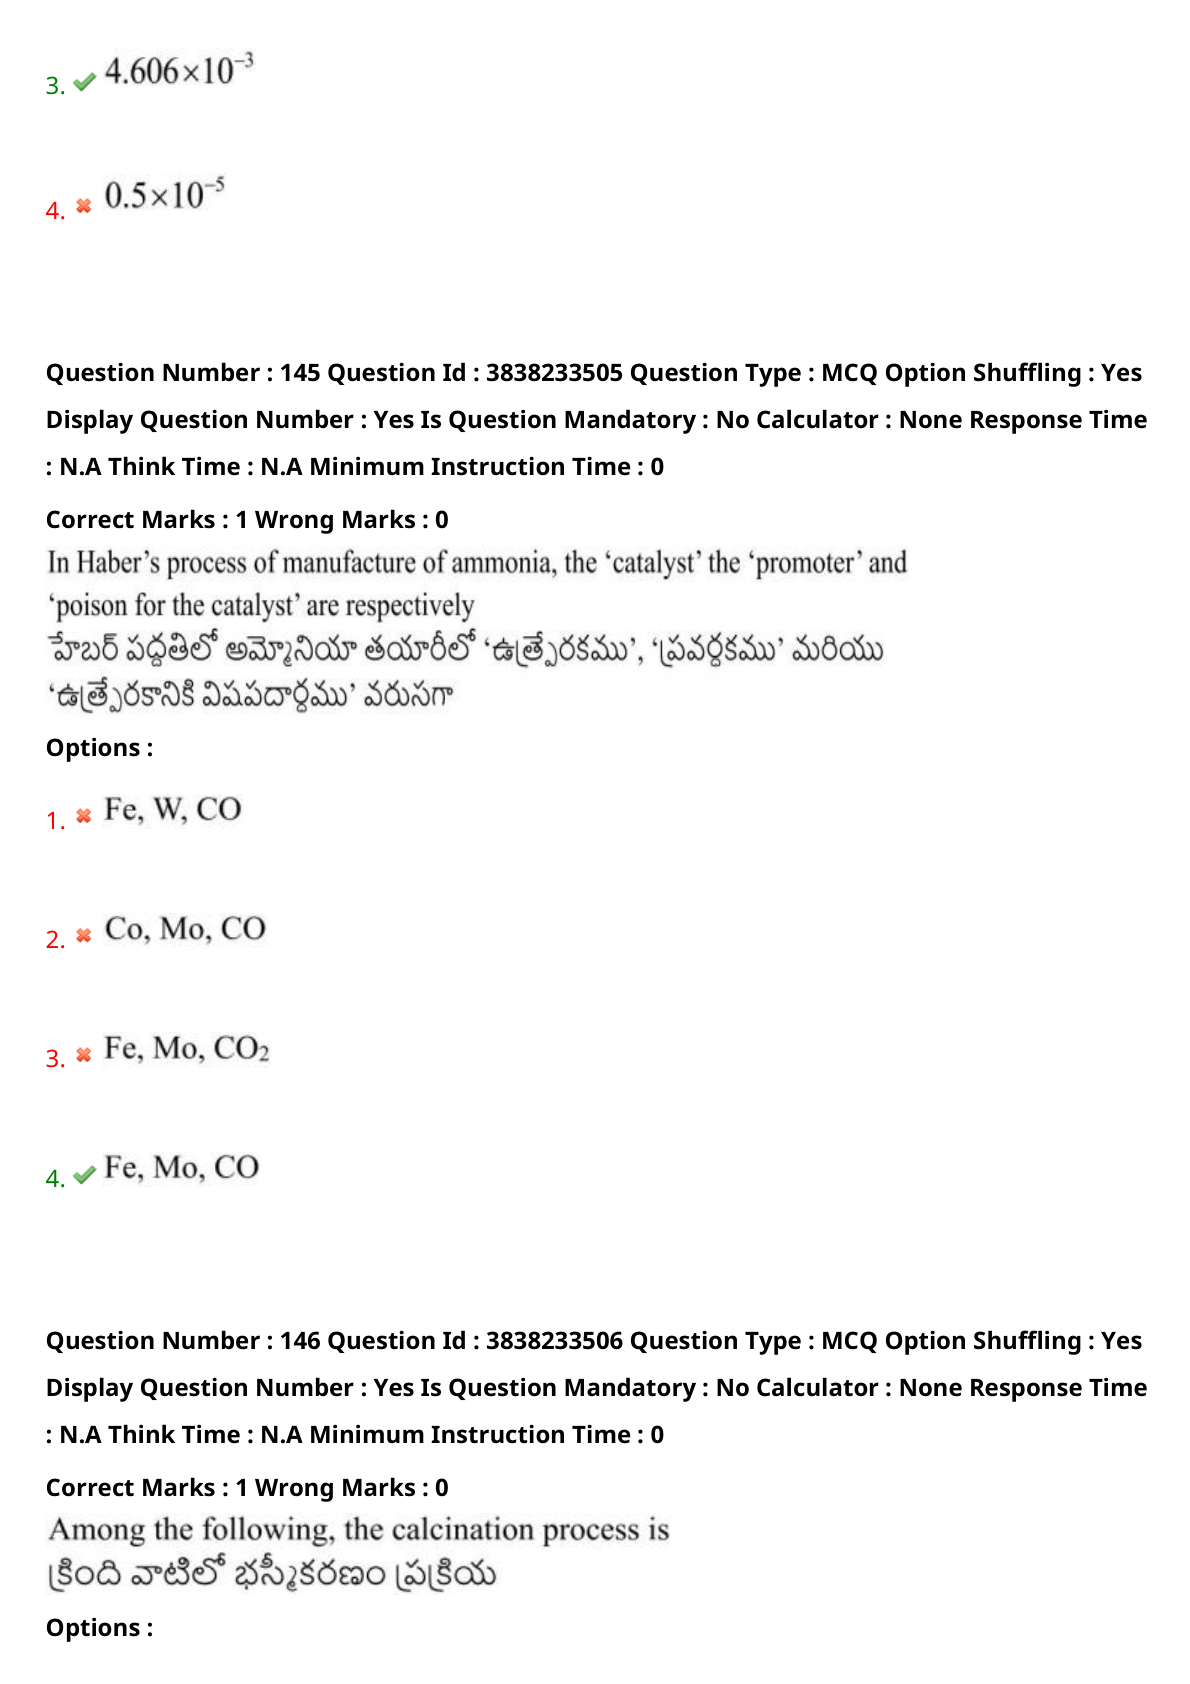 3. 4.606×10⁻³
4. 0.5×10⁻⁵
Question Number : 145 Question Id : 3838233505 Question Type : MCQ Option Shuffling : Yes
Display Question Number : Yes Is Question Mandatory : No Calculator : None Response Time
: N.A Think Time : N.A Minimum Instruction Time : 0
Correct Marks : 1 Wrong Marks : 0
In Haber’s process of manufacture of ammonia, the ‘catalyst’ the ‘promoter’ and
‘poison for the catalyst’ are respectively
హేబర్ పద్ధతిలో అమ్మోనియా తయారీలో ‘ఉత్ప్రేరకము’, ‘ప్రవర్ధకము’ మరియు
‘ఉత్ప్రేరకానికి విషపదార్థము’ వరుసగా
Options :
1. Fe, W, CO
2. Co, Mo, CO
3. Fe, Mo, CO₂
4. Fe, Mo, CO
Question Number : 146 Question Id : 3838233506 Question Type : MCQ Option Shuffling : Yes
Display Question Number : Yes Is Question Mandatory : No Calculator : None Response Time
: N.A Think Time : N.A Minimum Instruction Time : 0
Correct Marks : 1 Wrong Marks : 0
Among the following, the calcination process is
క్రింది వాటిలో భస్మీకరణం ప్రక్రియ
Options :